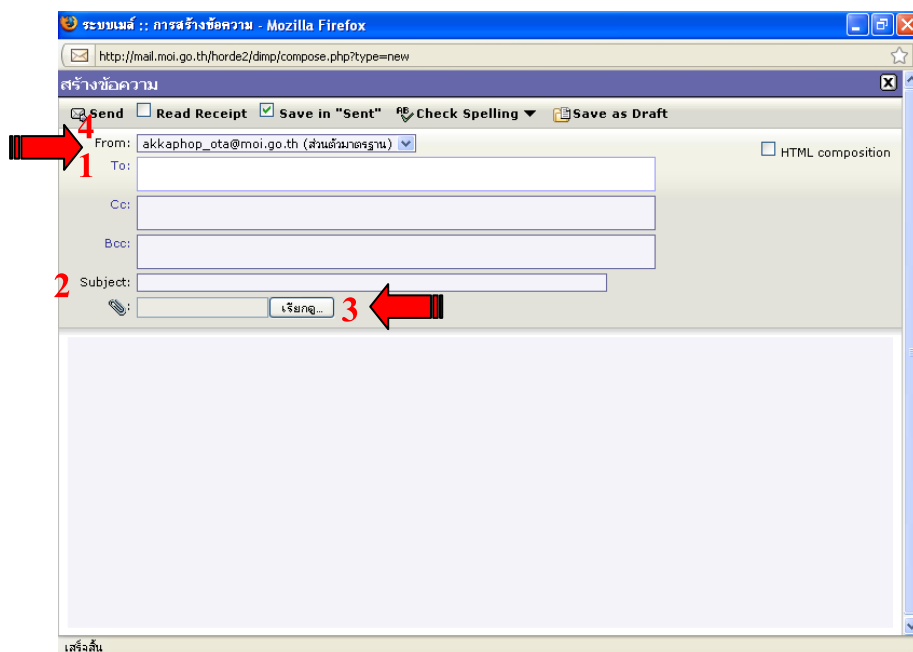 ระบบเมล์ :: การสร้างข้อความ - Mozilla Firefox
http://mail.moi.go.th/horde2/dimp/compose.php?type=new
สร้างข้อความ
Send Read Receipt Save in "Sent" Check Spelling Save as Draft
4
From: akkaphop_ota@moi.go.th (ส่วนตัวมาตรฐาน) HTML composition
1
To:
Cc:
Bcc:
2 Subject:
: เรียกดู... 3
เสร็จสิ้น